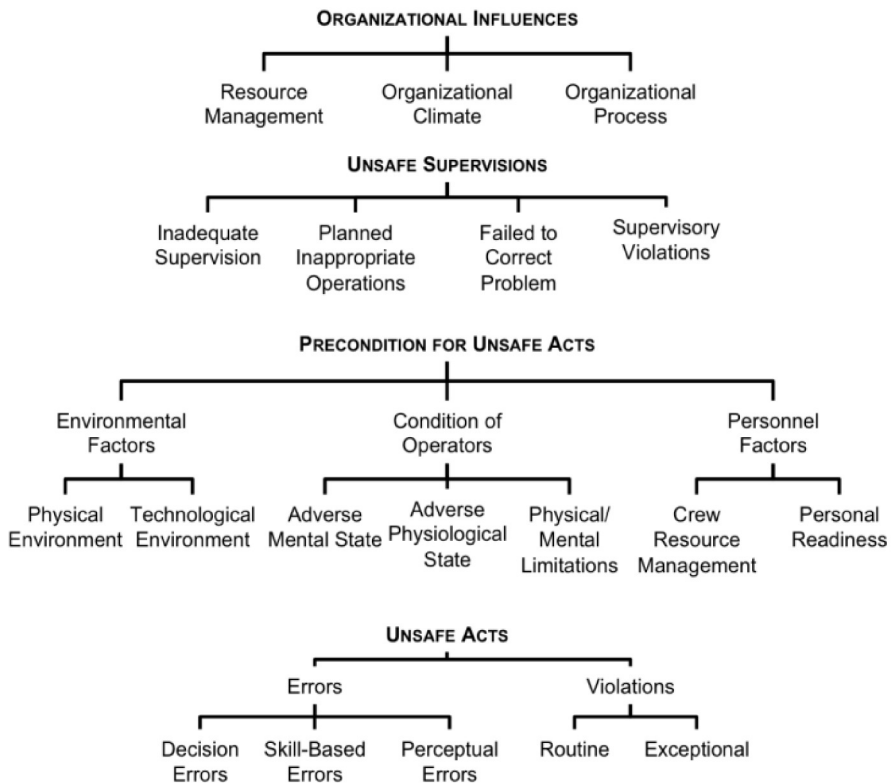 ORGANIZATIONAL INFLUENCES
Resource
Management
Organizational
Climate
Organizational
Process
UNSAFE SUPERVISIONS
Inadequate
Supervision
Planned
Inappropriate
Operations
Failed to
Correct
Problem
Supervisory
Violations
PRECONDITION FOR UNSAFE ACTS
Environmental
Factors
Condition of
Operators
Personnel
Factors
Physical
Environment
Technological
Environment
Adverse
Mental State
Adverse
Physiological
State
Physical/
Mental
Limitations
Crew
Resource
Management
Personal
Readiness
UNSAFE ACTS
Errors
Violations
Decision
Errors
Skill-Based
Errors
Perceptual
Errors
Routine
Exceptional